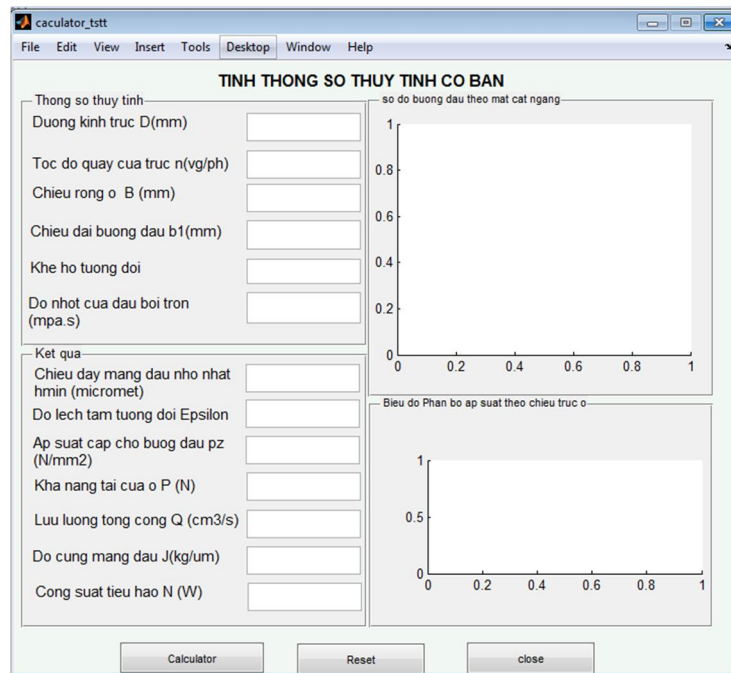 caculator_tstt
File Edit View Insert Tools Desktop Window Help
TINH THONG SO THUY TINH CO BAN
Thong so thuy tinh
Duong kinh truc D(mm)
Toc do quay cua truc n(vg/ph)
Chieu rong o B (mm)
Chieu dai buong dau b1(mm)
Khe ho tuong doi
Do nhot cua dau boi tron
(mpa.s)
so do buong dau theo mat cat ngang
1
0.8
0.6
0.4
0.2
0
0 0.2 0.4 0.6 0.8 1
Ket qua
Chieu day mang dau nho nhat
hmin (micromet)
Do lech tam tuong doi Epsilon
Ap suat cap cho buog dau pz
(N/mm2)
Kha nang tai cua o P (N)
Luu luong tong cong Q (cm3/s)
Do cung mang dau J(kg/um)
Cong suat tieu hao N (W)
Bieu do Phan bo ap suat theo chieu truc o
1
0.5
0
0 0.2 0.4 0.6 0.8 1
Calculator Reset close